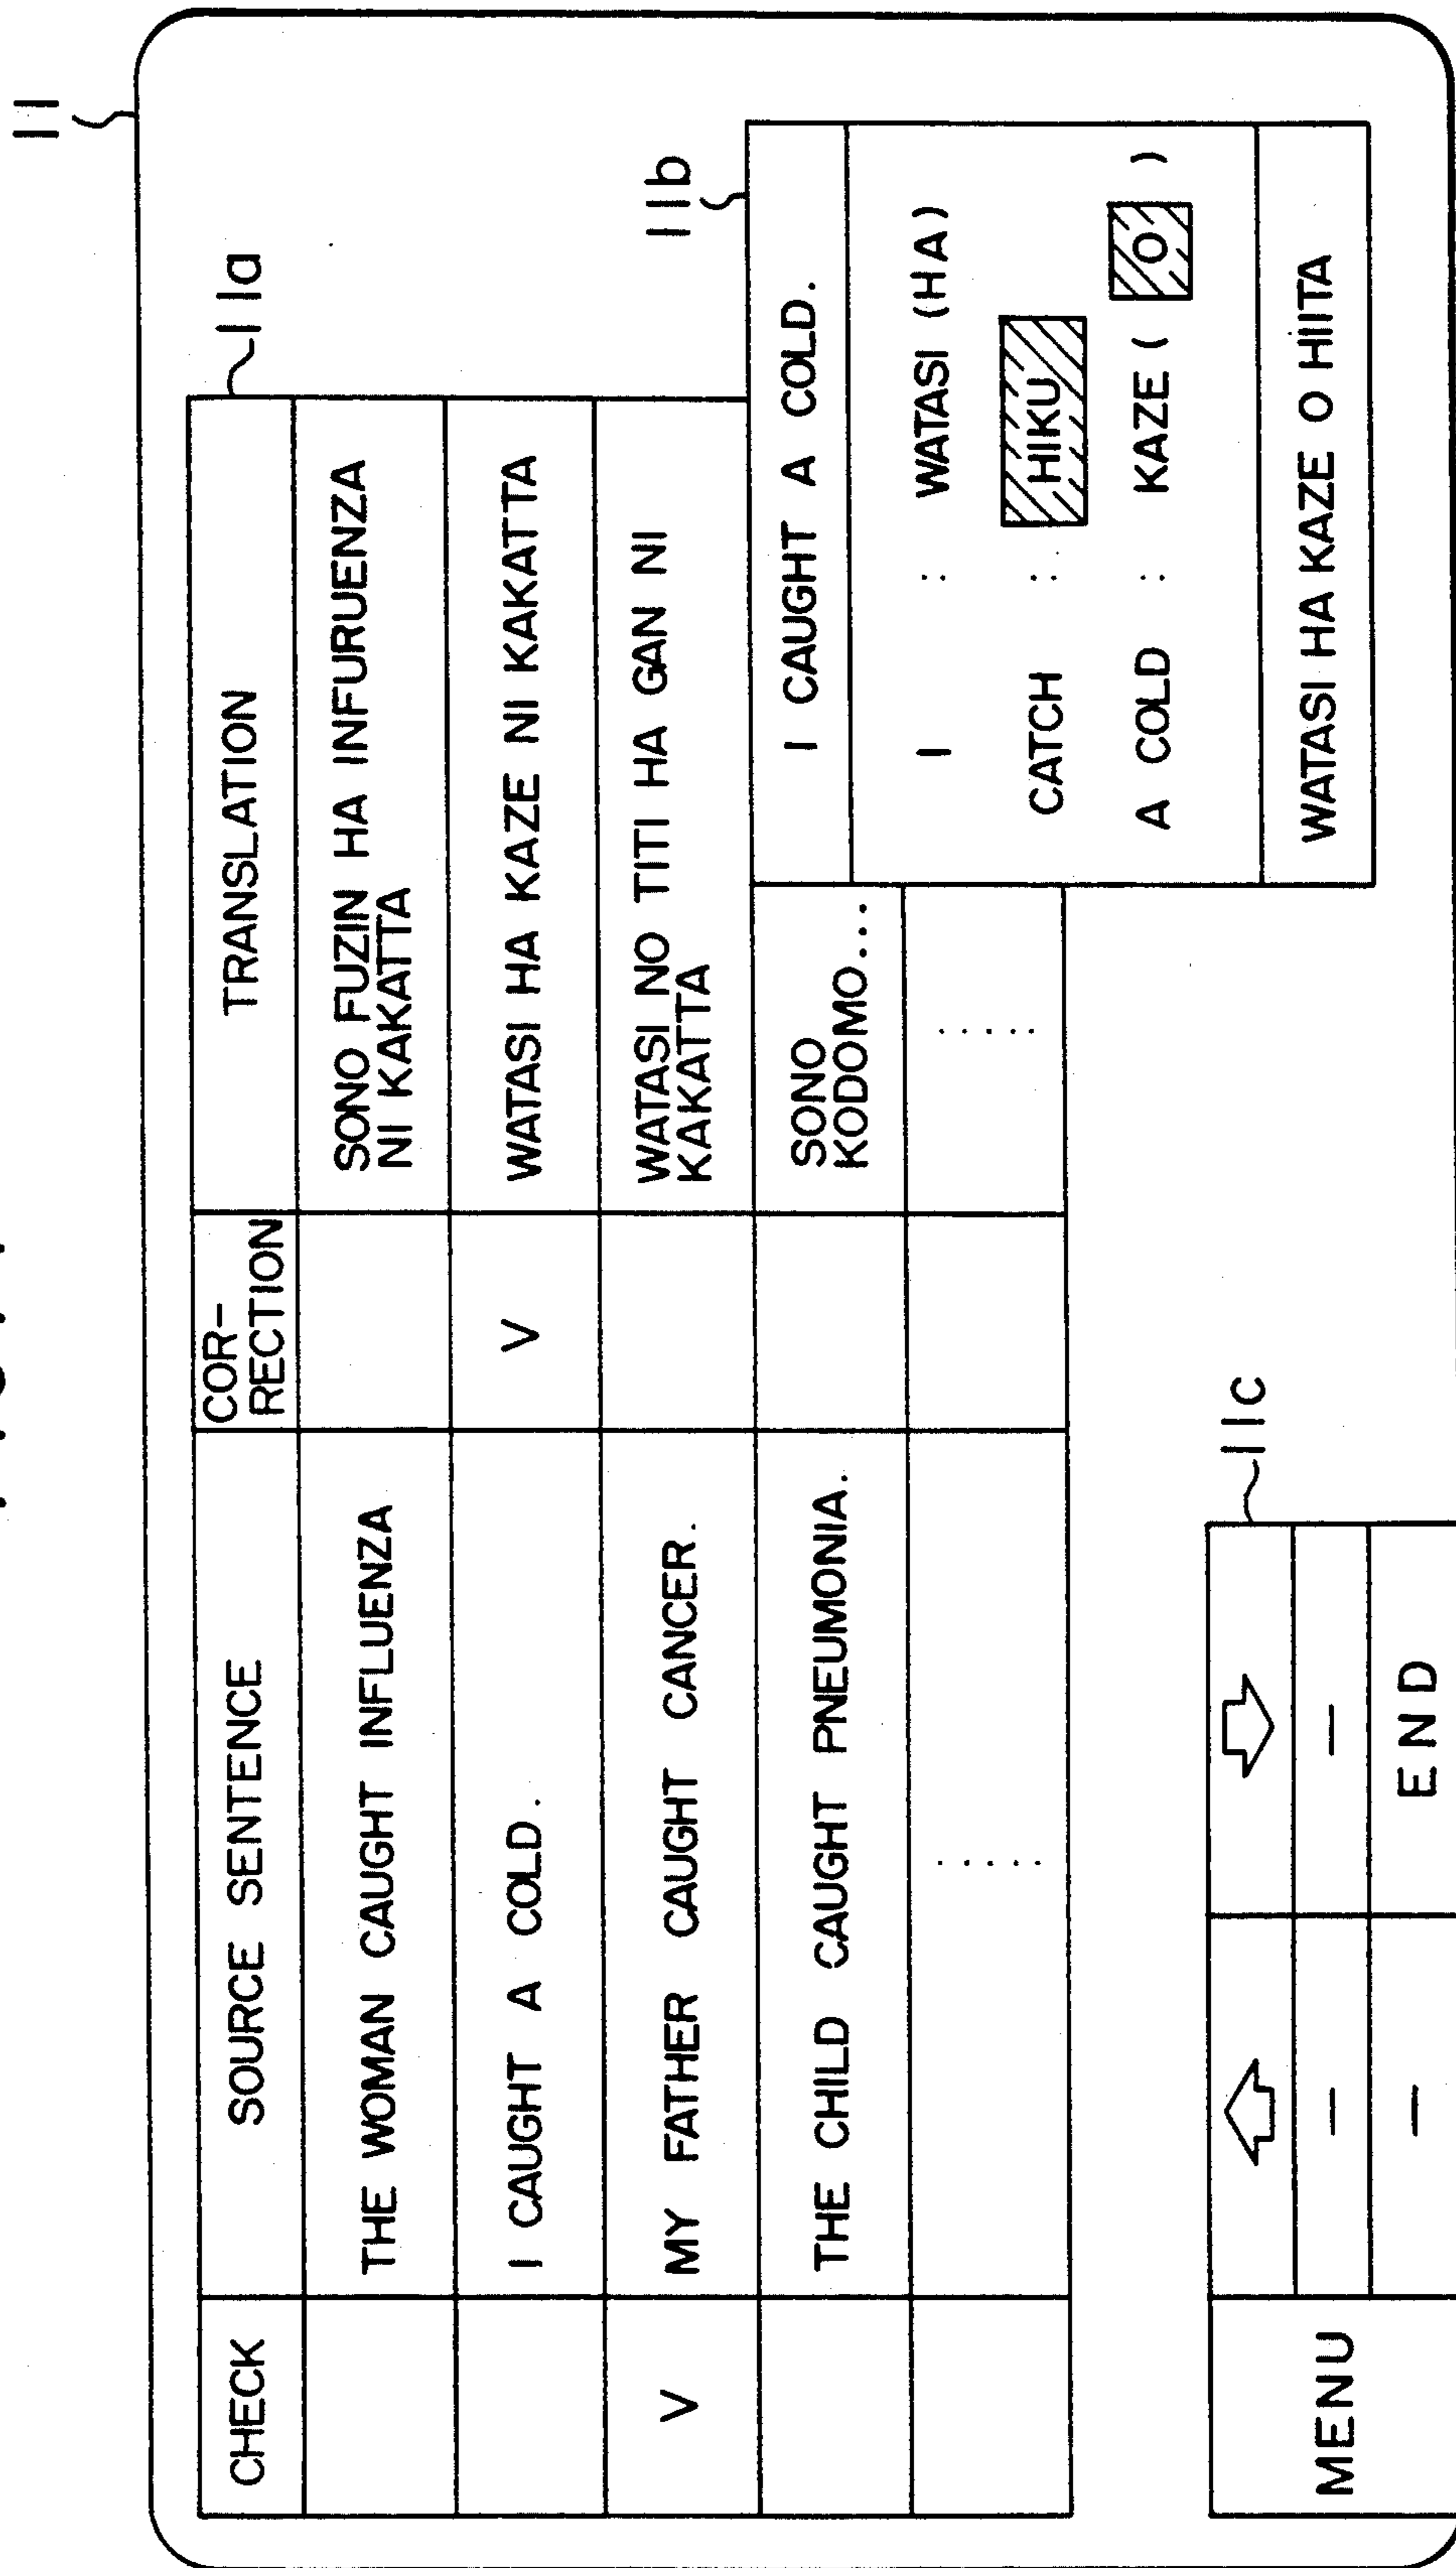 11
11a
CHECK
SOURCE SENTENCE
COR-
RECTION
TRANSLATION
THE WOMAN CAUGHT INFLUENZA
SONO FUZIN HA INFURUENZA
NI KAKATTA
I CAUGHT A COLD.
V
WATASI HA KAZE NI KAKATTA
V
MY FATHER CAUGHT CANCER.
WATASI NO TITI HA GAN NI
KAKATTA
THE CHILD CAUGHT PNEUMONIA.
SONO
KODOMO...
.....
.....
11b
I CAUGHT A COLD.
I : WATASI (HA)
CATCH : HIKU
A COLD : KAZE ( O )
WATASI HA KAZE O HIITA
11c
MENU
— —
— END